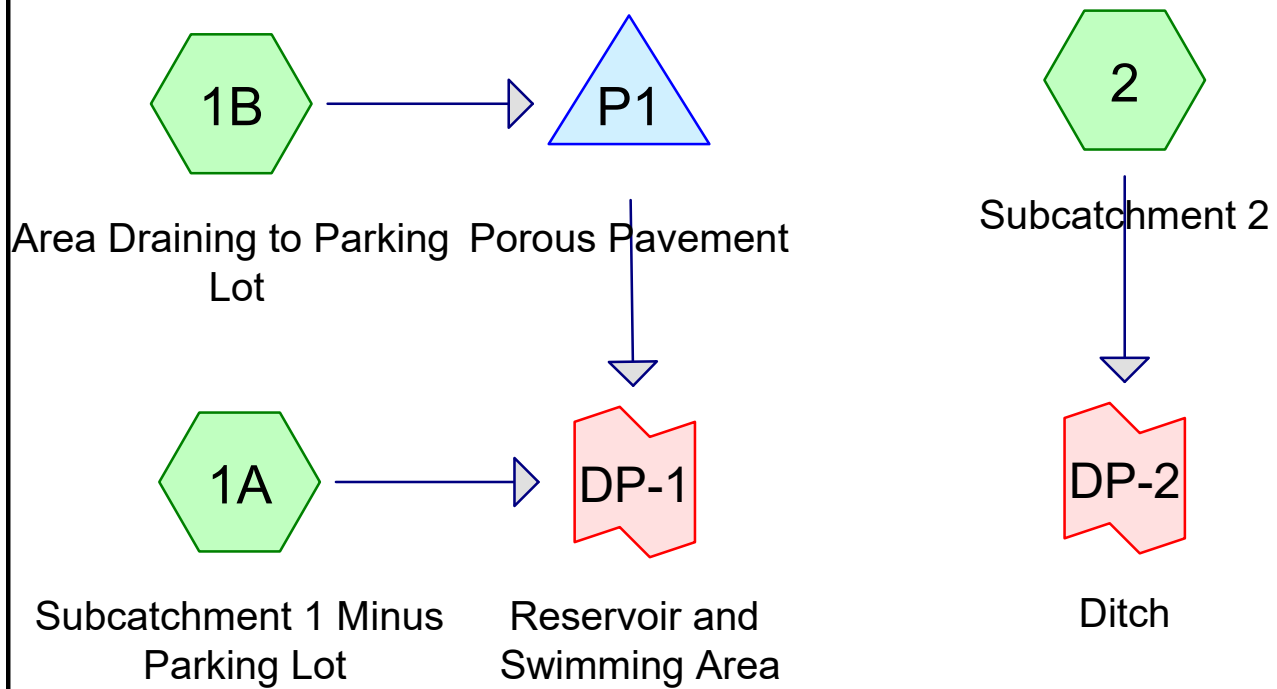 1B
P1
2
Area Draining to Parking
Lot
Porous Pavement
Subcatchment 2
1A
DP-1
DP-2
Subcatchment 1 Minus
Parking Lot
Reservoir and
Swimming Area
Ditch